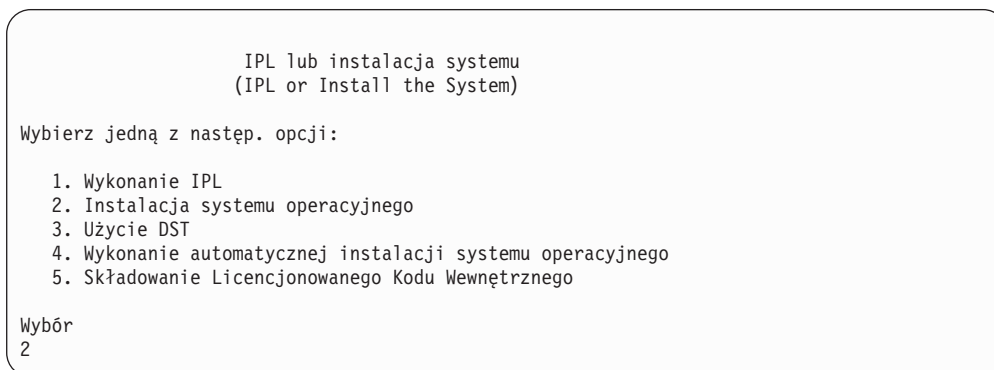 IPL lub instalacja systemu
(IPL or Install the System)
Wybierz jedną z następ. opcji:
1. Wykonanie IPL
2. Instalacja systemu operacyjnego
3. Użycie DST
4. Wykonanie automatycznej instalacji systemu operacyjnego
5. Składowanie Licencjonowanego Kodu Wewnętrznego
Wybór
2